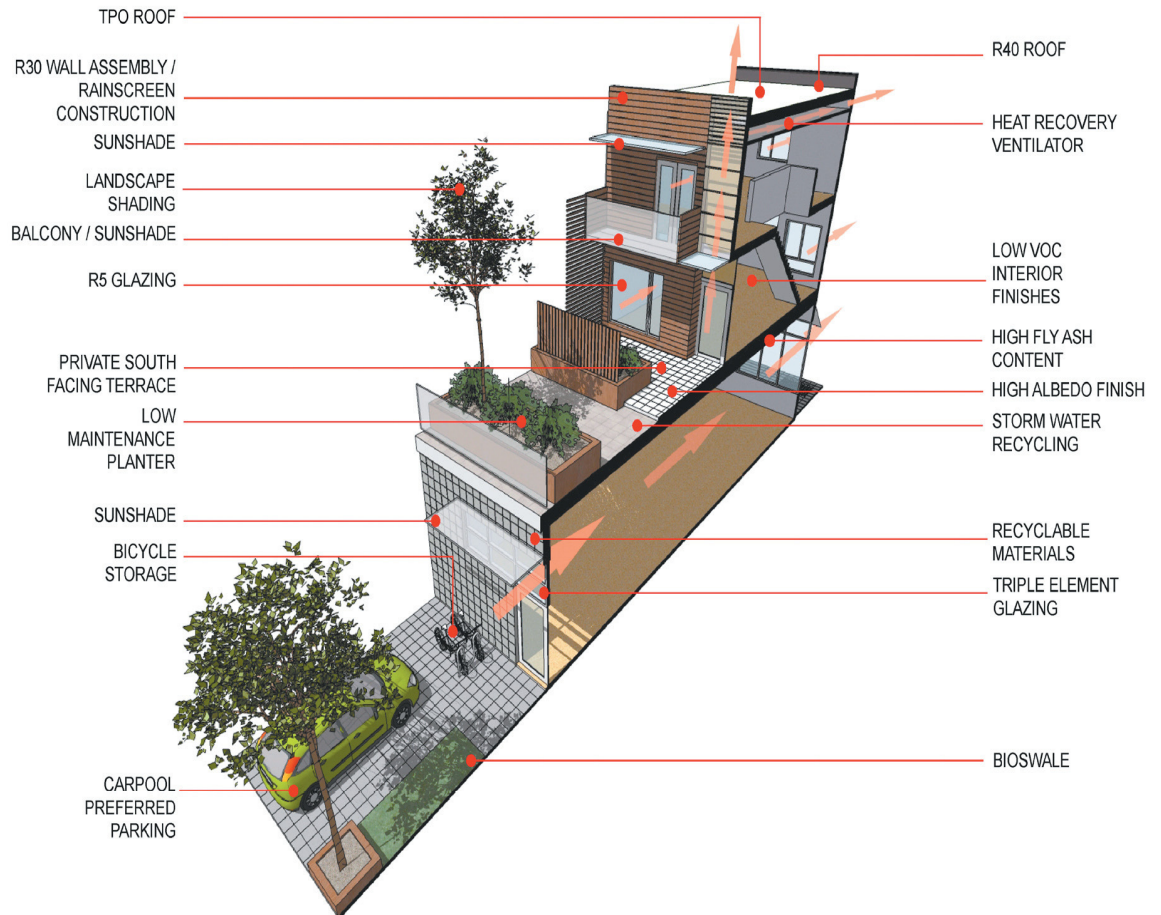 TPO ROOF
R30 WALL ASSEMBLY /
RAINSCREEN
CONSTRUCTION
SUNSHADE
LANDSCAPE
SHADING
BALCONY / SUNSHADE
R5 GLAZING
PRIVATE SOUTH
FACING TERRACE
LOW
MAINTENANCE
PLANTER
SUNSHADE
BICYCLE
STORAGE
CARPOOL
PREFERRED
PARKING
R40 ROOF
HEAT RECOVERY
VENTILATOR
LOW VOC
INTERIOR
FINISHES
HIGH FLY ASH
CONTENT
HIGH ALBEDO FINISH
STORM WATER
RECYCLING
RECYCLABLE
MATERIALS
TRIPLE ELEMENT
GLAZING
BIOSWALE